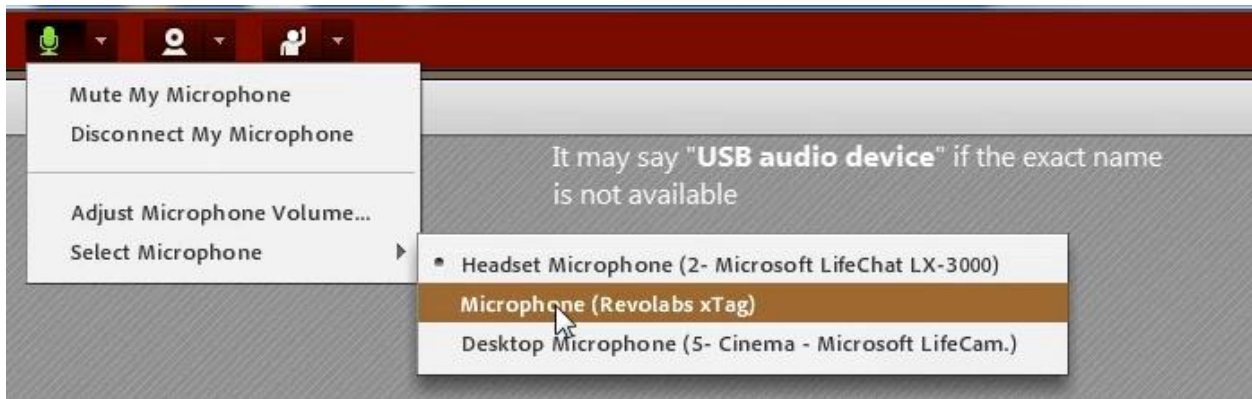 Mute My Microphone
Disconnect My Microphone
It may say "USB audio device" if the exact name
is not available
Adjust Microphone Volume...
Select Microphone
Headset Microphone (2- Microsoft LifeChat LX-3000)
Microphone (Revolabs xTag)
Desktop Microphone (5- Cinema - Microsoft LifeCam.)